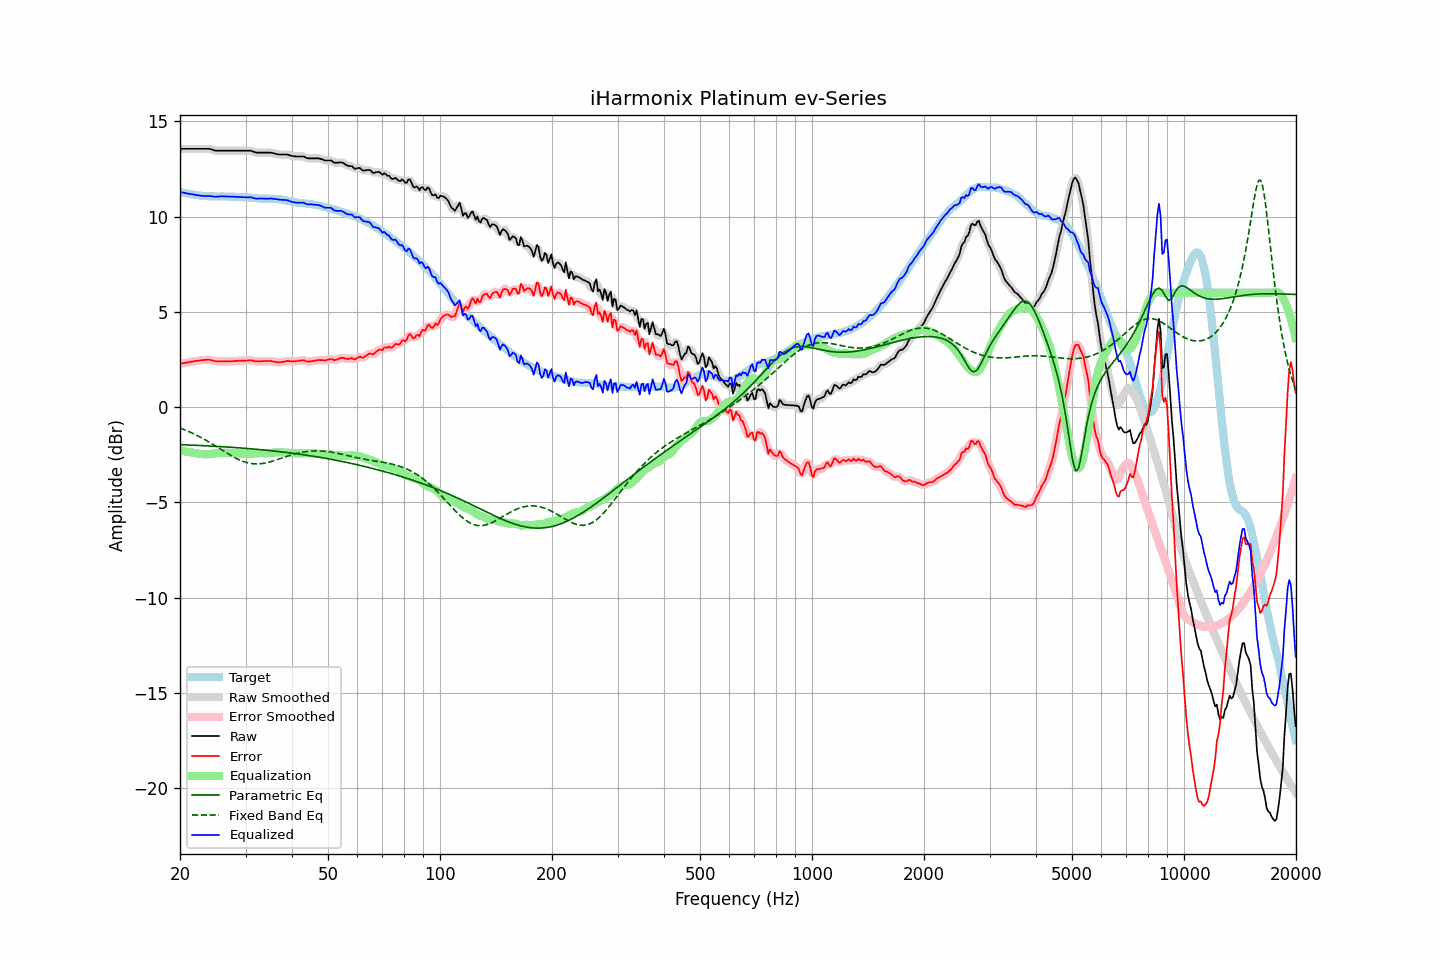 iHarmonix Platinum ev-Series
15
10
5
0
−5
−10
−15
−20
Amplitude (dBr)
Target
Raw Smoothed
Error Smoothed
Raw
Error
Equalization
Parametric Eq
Fixed Band Eq
Equalized
20 50 100 200 500 1000 2000 5000 10000 20000
Frequency (Hz)